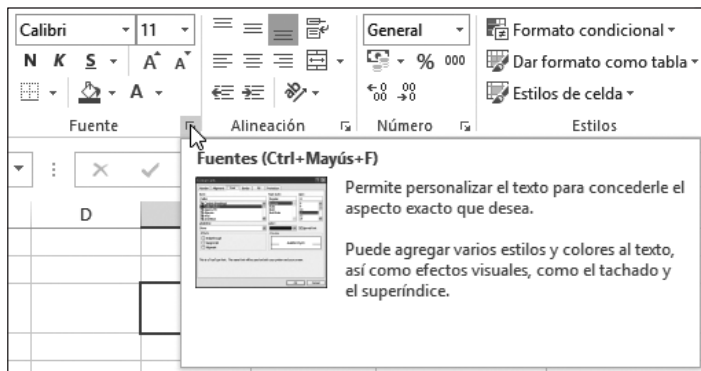 Calibri 11 General Formato condicional
N K S A A % 000 Dar formato como tabla
A Estilos de celda
Fuente Alineación Número Estilos
Fuentes (Ctrl+Mayús+F)
D
Permite personalizar el texto para concederle el
aspecto exacto que desea.
Puede agregar varios estilos y colores al texto,
así como efectos visuales, como el tachado y
el superíndice.